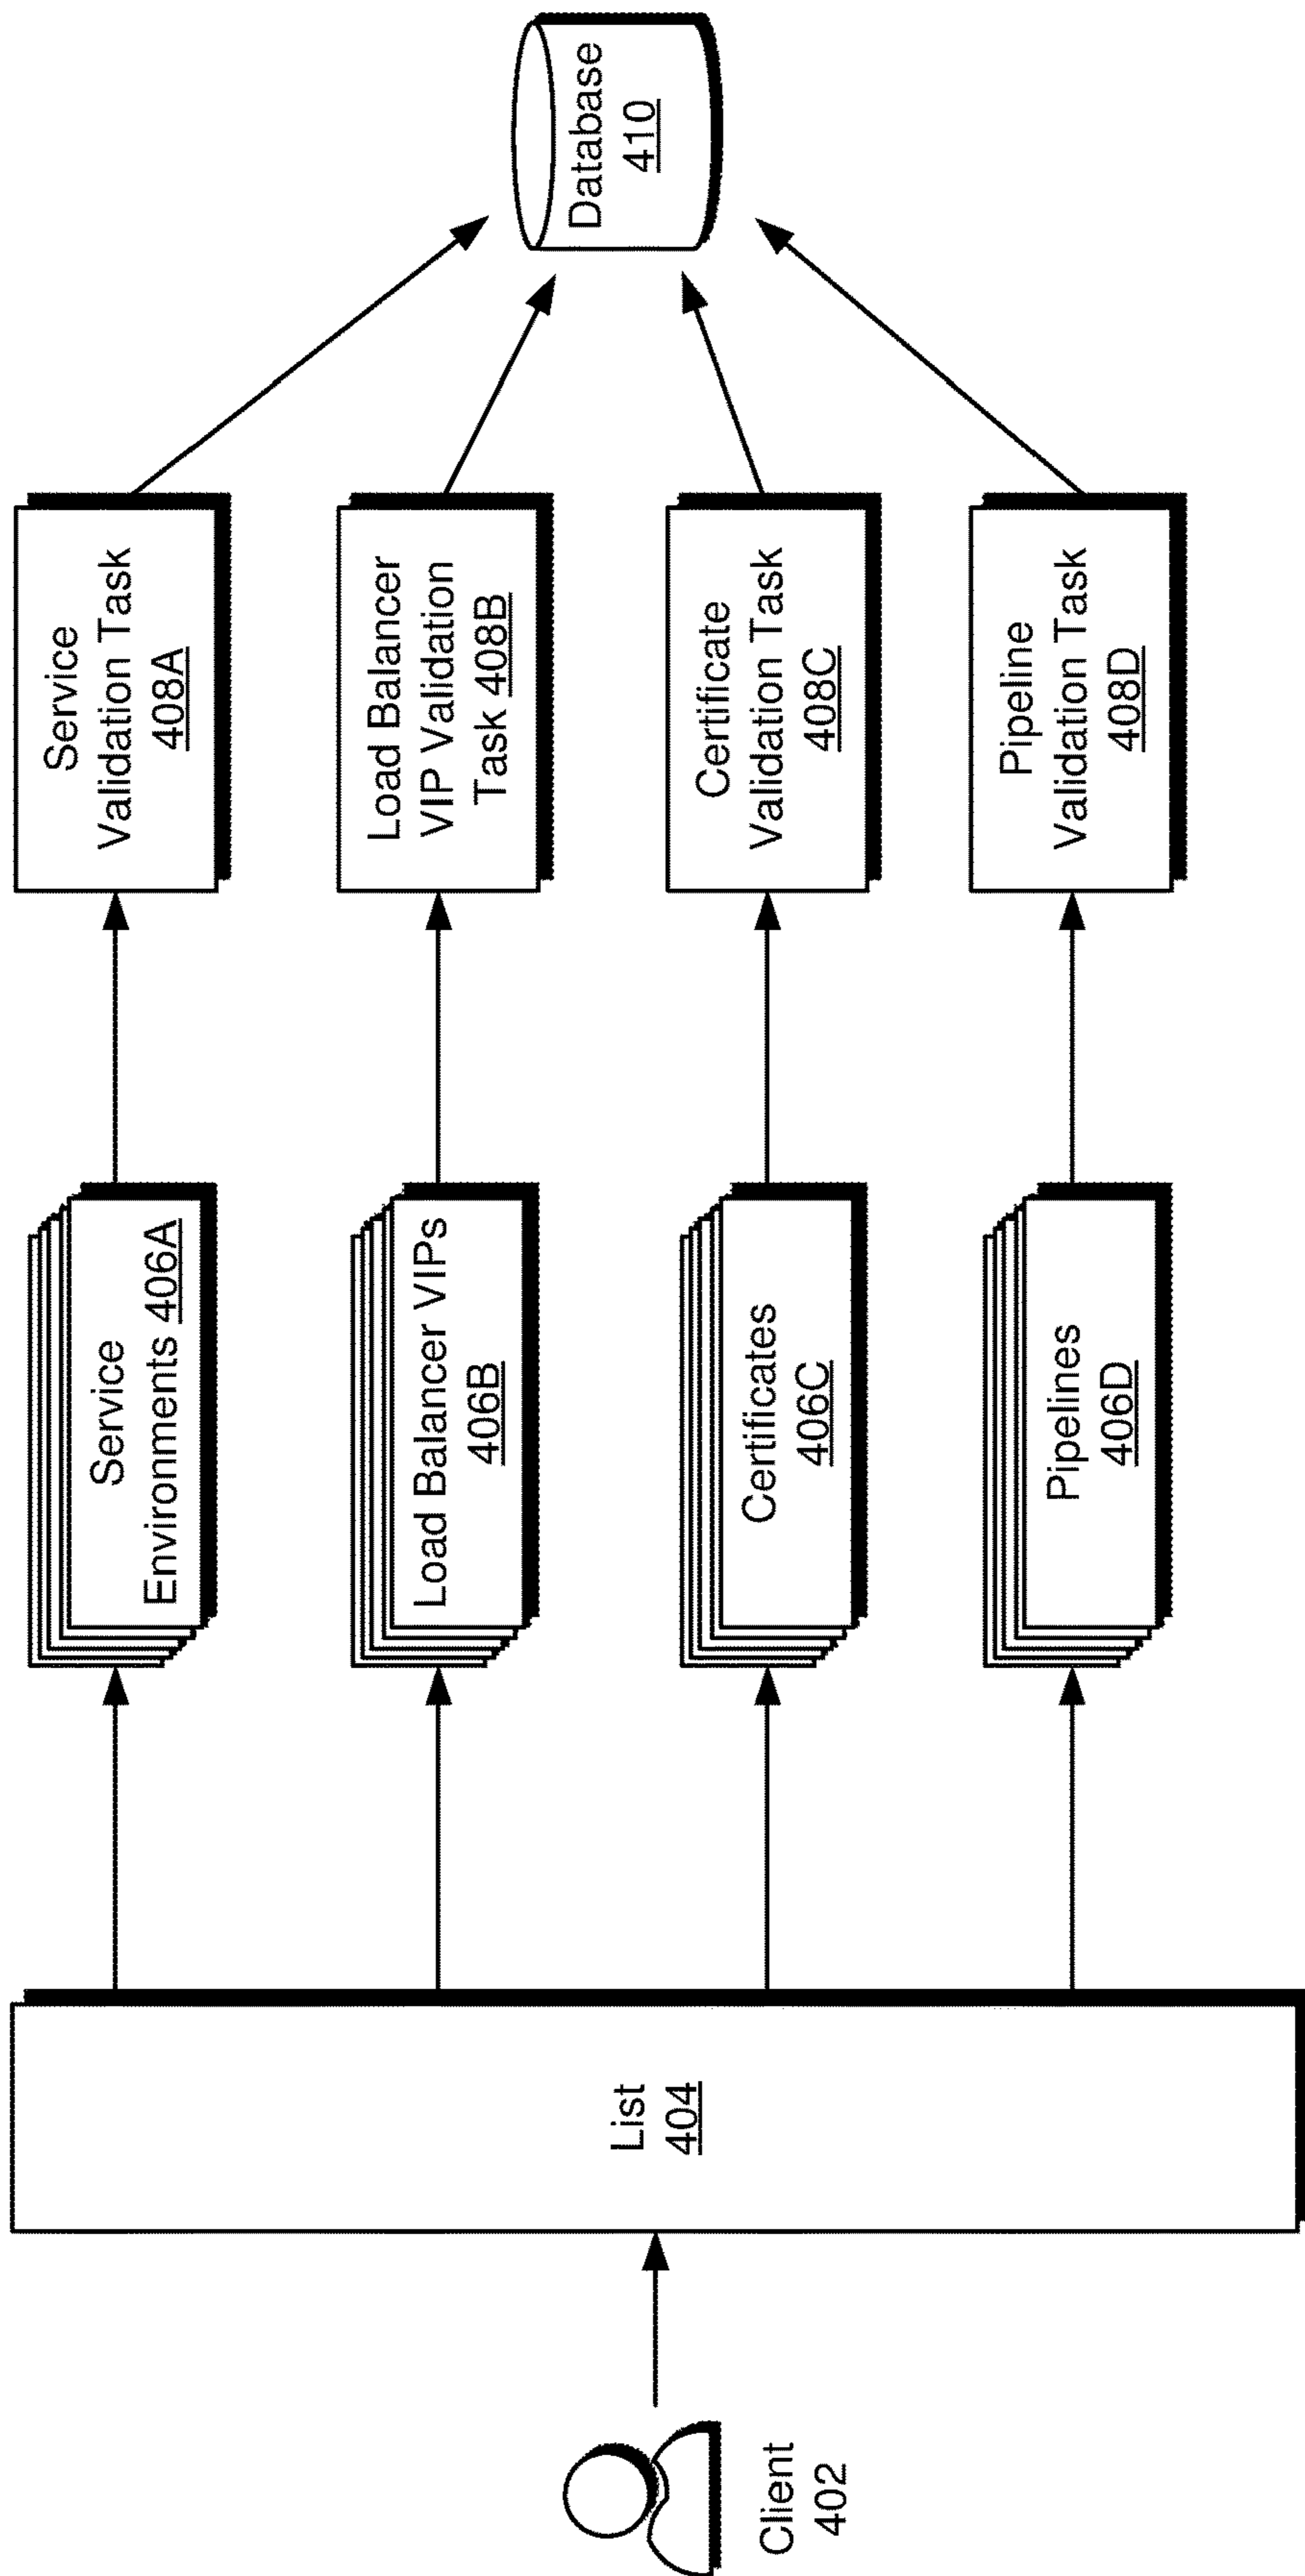 Client
402
List
404
Service
Environments 406A
Load Balancer VIPs
406B
Certificates
406C
Pipelines
406D
Service
Validation Task
408A
Load Balancer
VIP Validation
Task 408B
Certificate
Validation Task
408C
Pipeline
Validation Task
408D
Database
410